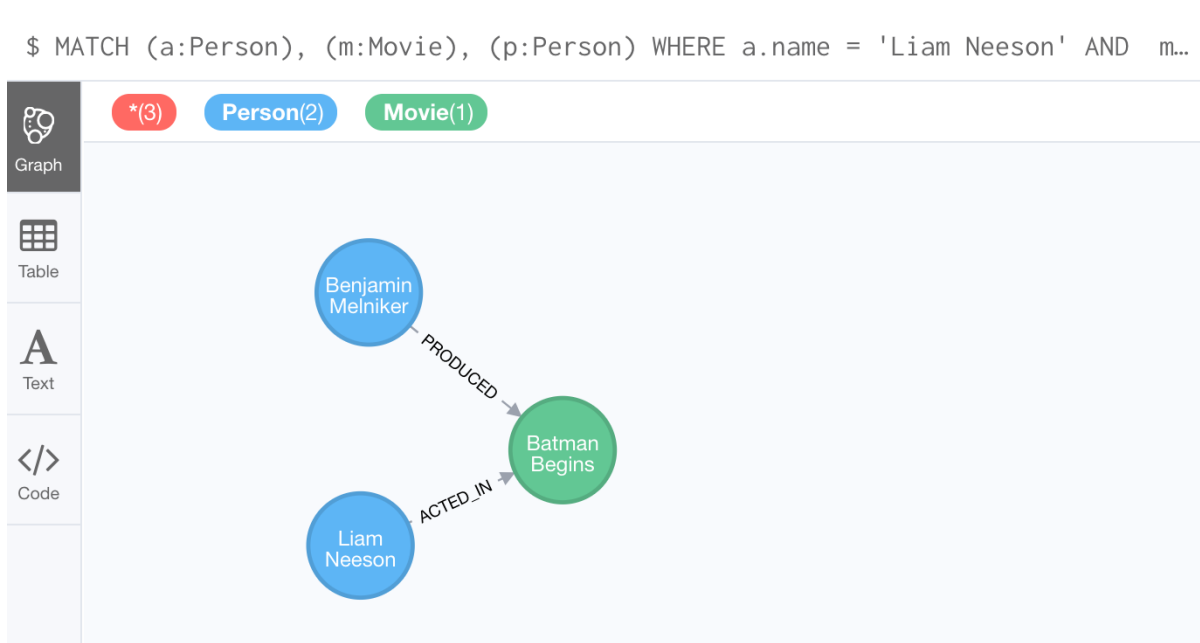 $ MATCH (a:Person), (m:Movie), (p:Person) WHERE a.name = 'Liam Neeson' AND  m…
*(3) Person(2) Movie(1)
Graph
Table
Text
Code
Benjamin
Melniker
PRODUCED
Batman
Begins
ACTED_IN
Liam
Neeson